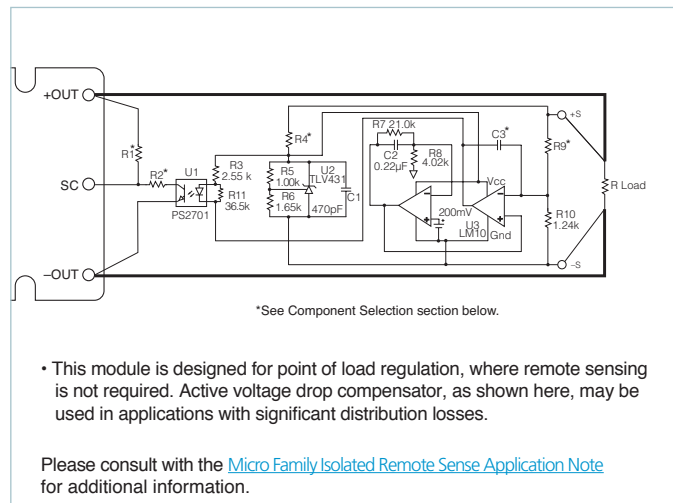 +OUT
SC
–OUT
R1*
R2*
U1
PS2701
R3
2.55 k
R11
36.5k
R4*
R5
1.00k
R6
1.65k
U2
TLV431
470pF
C1
R7 21.0k
C2
0.22µF
R8
4.02k
200mV
Vcc
U3
LM10
Gnd
C3*
+S
R9*
R10
1.24k
–S
R Load
*See Component Selection section below.
• This module is designed for point of load regulation, where remote sensing
is not required. Active voltage drop compensator, as shown here, may be
used in applications with significant distribution losses.
Please consult with the Micro Family Isolated Remote Sense Application Note
for additional information.